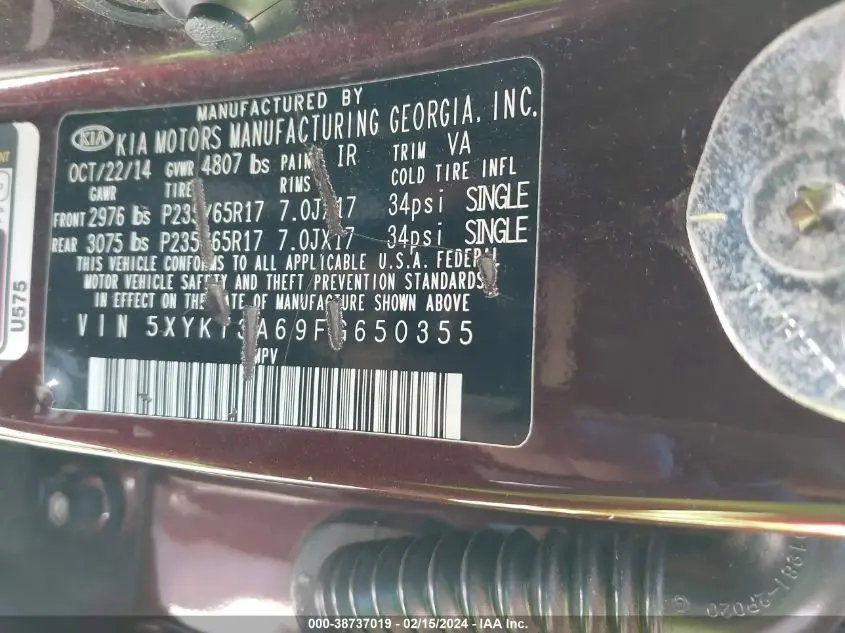 MANUFACTURED BY
KIA KIA MOTORS MANUFACTURING GEORGIA, INC.
OCT/22/14 GVWR 4807 lbs PAINT IR TRIM VA
GAWR TIRE RIMS COLD TIRE INFL
FRONT 2976 lbs P235/65R17 7.0JX17 34psi SINGLE
REAR 3075 lbs P235/65R17 7.0JX17 34psi SINGLE
THIS VEHICLE CONFORMS TO ALL APPLICABLE U.S.A. FEDERAL
MOTOR VEHICLE SAFETY AND THEFT PREVENTION STANDARDS
IN EFFECT ON THE DATE OF MANUFACTURE SHOWN ABOVE
VIN 5XYKT3A69FG650355
MPV
U575
000-38737019 - 02/15/2024 - IAA Inc.